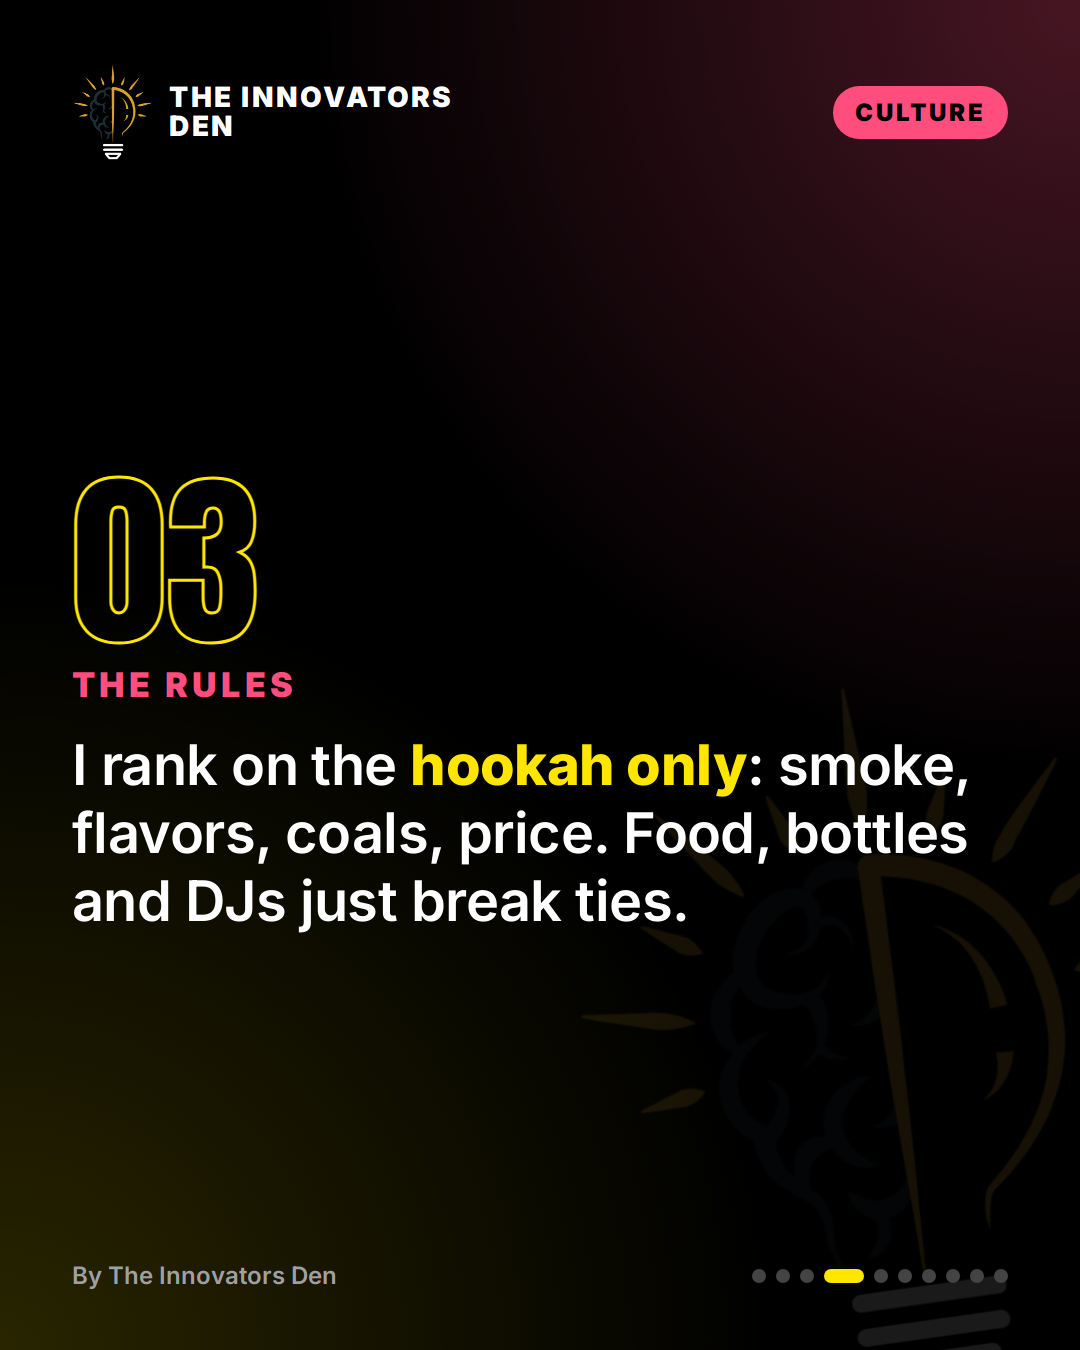 THE INNOVATORS
DEN
CULTURE
03
THE RULES
I rank on the hookah only: smoke,
flavors, coals, price. Food, bottles
and DJs just break ties.
By The Innovators Den